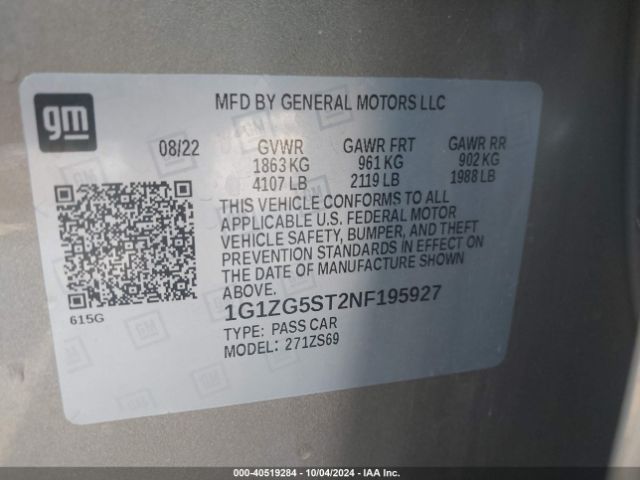 gm
MFD BY GENERAL MOTORS LLC
08/22 GVWR GAWR FRT GAWR RR
1863 KG 961 KG 902 KG
4107 LB 2119 LB 1988 LB
THIS VEHICLE CONFORMS TO ALL
APPLICABLE U.S. FEDERAL MOTOR
VEHICLE SAFETY, BUMPER, AND THEFT
PREVENTION STANDARDS IN EFFECT ON
THE DATE OF MANUFACTURE SHOWN
ABOVE.
615G
1G1ZG5ST2NF195927
TYPE: PASS CAR
MODEL: 271ZS69
000-40519284 - 10/04/2024 - IAA Inc.